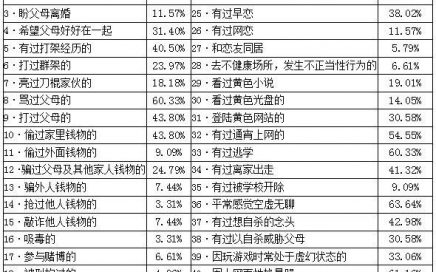 3·盼父母离婚 11.57% 25·有过早恋 38.02%
4·希望父母好好在一起 31.40% 26·有过网恋 11.57%
5·有过打架经历的 40.50% 27·和恋友同居 5.79%
6·打过群架的 23.97% 28·去不健康场所，发生不正当性行为的 6.61%
7·亮过刀棍家伙的 18.18% 29·看过黄色小说 19.01%
8·骂过父母的 60.33% 30·看过黄色光盘的 14.05%
9·打过父母的 43.80% 31·登陆黄色网站的 30.58%
10·偷过家里钱物的 43.80% 32·有过通宵上网的 54.55%
11·偷过外面钱物的 9.09% 33·有过逃学 60.33%
12·骗过父母及其他家人钱物的 24.79% 34·有过离家出走 41.32%
13·骗外人钱物的 7.44% 35·有过被学校开除 9.09%
14·抢过他人钱物的 3.31% 36·平常感觉空虚无聊 63.64%
15·敲诈他人钱物的 7.44% 37·有过想自杀的念头 42.98%
16·吸毒的 3.31% 38·有过以自杀威胁父母 30.58%
17·参与赌博的 6.61% 39·因玩游戏时常处于虚幻状态的 33.06%